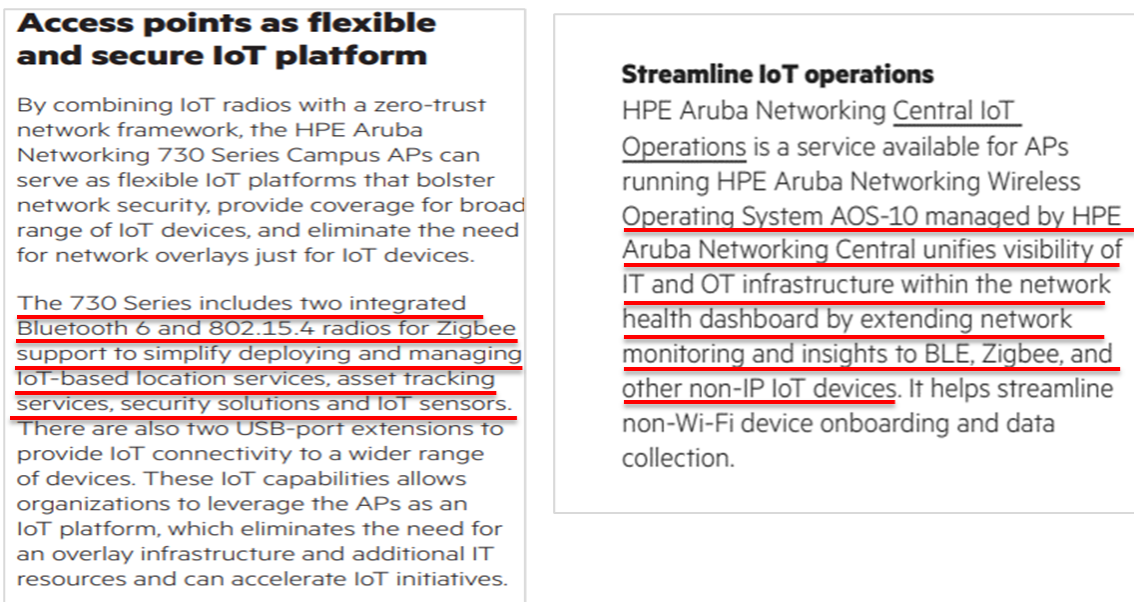 Access points as flexible
and secure IoT platform
By combining IoT radios with a zero-trust
network framework, the HPE Aruba
Networking 730 Series Campus APs can
serve as flexible IoT platforms that bolster
network security, provide coverage for broad
range of IoT devices, and eliminate the need
for network overlays just for IoT devices.
The 730 Series includes two integrated
Bluetooth 6 and 802.15.4 radios for Zigbee
support to simplify deploying and managing
IoT-based location services, asset tracking
services, security solutions and IoT sensors.
There are also two USB-port extensions to
provide IoT connectivity to a wider range
of devices. These IoT capabilities allows
organizations to leverage the APs as an
IoT platform, which eliminates the need for
an overlay infrastructure and additional IT
resources and can accelerate IoT initiatives.
Streamline IoT operations
HPE Aruba Networking Central IoT
Operations is a service available for APs
running HPE Aruba Networking Wireless
Operating System AOS-10 managed by HPE
Aruba Networking Central unifies visibility of
IT and OT infrastructure within the network
health dashboard by extending network
monitoring and insights to BLE, Zigbee, and
other non-IP IoT devices. It helps streamline
non-Wi-Fi device onboarding and data
collection.